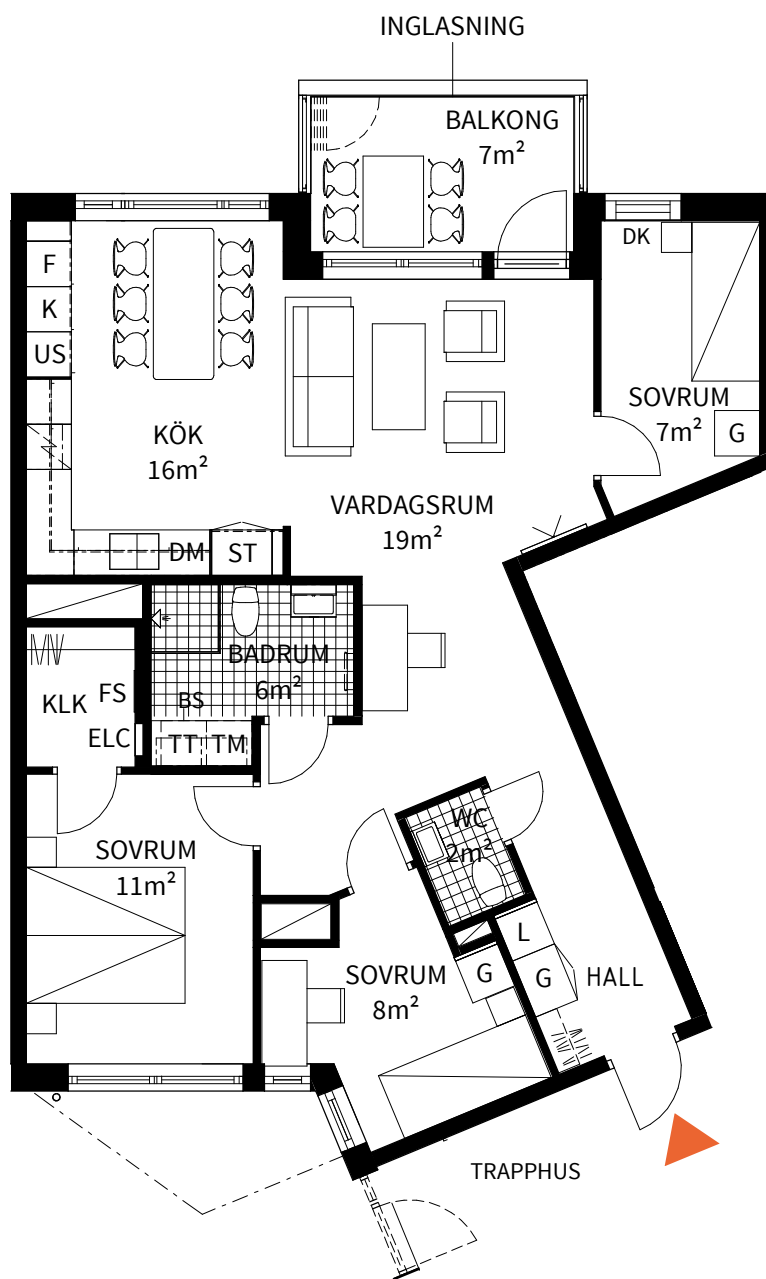 INGLASNING
BALKONG
7m²
DK
F
K
US
SOVRUM
7m²
G
KÖK
16m²
VARDAGSRUM
19m²
DM
ST
BADRUM
6m²
KLK
FS
BS
ELC
TT
TM
WC
2m²
SOVRUM
11m²
L
G
G
HALL
SOVRUM
8m²
TRAPPHUS